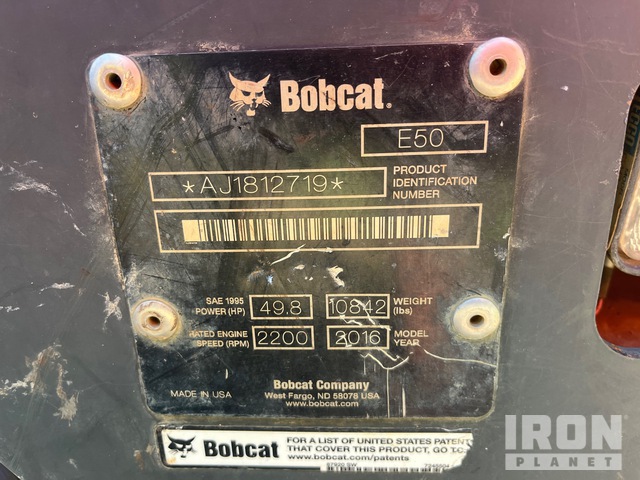 Bobcat.
E50
*AJ1812719*
PRODUCT
IDENTIFICATION
NUMBER
SAE 1995
POWER (HP)
49.8
10842
WEIGHT
(lbs)
RATED ENGINE
SPEED (RPM)
2200
2016
MODEL
YEAR
MADE IN USA
Bobcat Company
West Fargo, ND 58078 USA
www.bobcat.com
Bobcat
FOR A LIST OF UNITED STATES PATENT
THAT COVER THIS PRODUCT, GO TO
www.bobcat.com/patents
IRON
PLANET